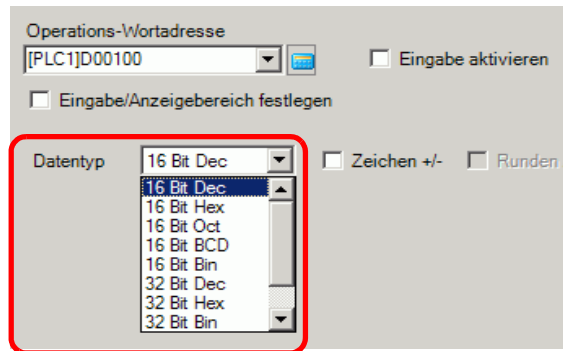 Operations-Wortadresse
[PLC1]D00100
Eingabe aktivieren
Eingabe/Anzeigebereich festlegen
Datentyp 16 Bit Dec Zeichen +/- Runden
16 Bit Dec
16 Bit Hex
16 Bit Oct
16 Bit BCD
16 Bit Bin
32 Bit Dec
32 Bit Hex
32 Bit Bin